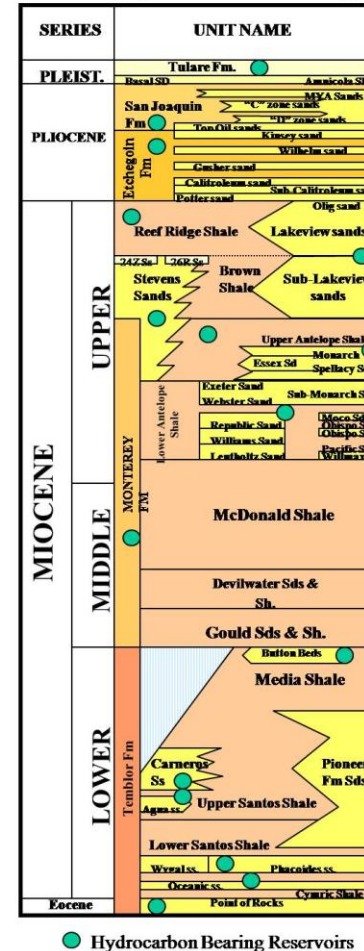 SERIES UNIT NAME
PLEIST.
Tulare Fm.
Basal SD Amnicola
PLIOCENE
San Joaquin
Fm
MYA Sands
"C" zone sands
"D" zone sands
Top Oil sands
Etchegoin
Fm
Kinsey sand
Wilhelm sand
Gusher sand
Calitroleum sand
Sub-Calitroleum
Potter sand
MIOCENE
UPPER
Olig sand
Reef Ridge Shale Lakeview sands
24Z Ss 26R Ss
Stevens
Sands
Brown
Shale
Sub-Lakeview
sands
MONTEREY
FM
Upper Antelope
Monarch
Essex Sd
Spellacy
Lower Antelope
Shale
Exeter Sand
Webster Sand
Sub-Monarch
Republic Sand
Williams Sand
Leutholtz Sand
Moco
Obispo
Obispo
Pacific
MIDDLE
McDonald Shale
Devilwater Sds &
Sh.
Gould Sds & Sh.
LOWER
Temblor Fm
Button Beds
Media Shale
Carneros
Ss
Pioneer
Fm Sds
Agua ss.
Upper Santos Shale
Lower Santos Shale
Wygal ss. Phacoides ss.
Oceanic ss.
Cymric Shale
Eocene
Point of Rocks
Hydrocarbon Bearing Reservoirs